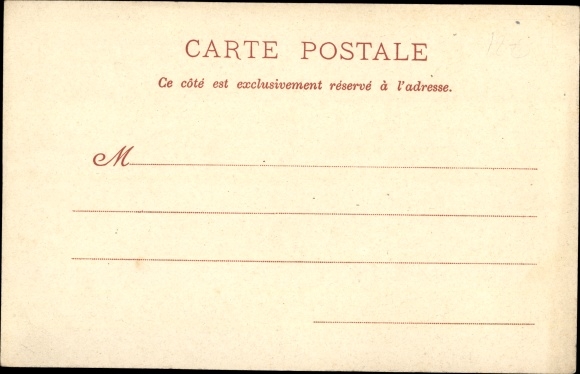 CARTE POSTALE
Ce côté est exclusivement réservé à l'adresse.
M